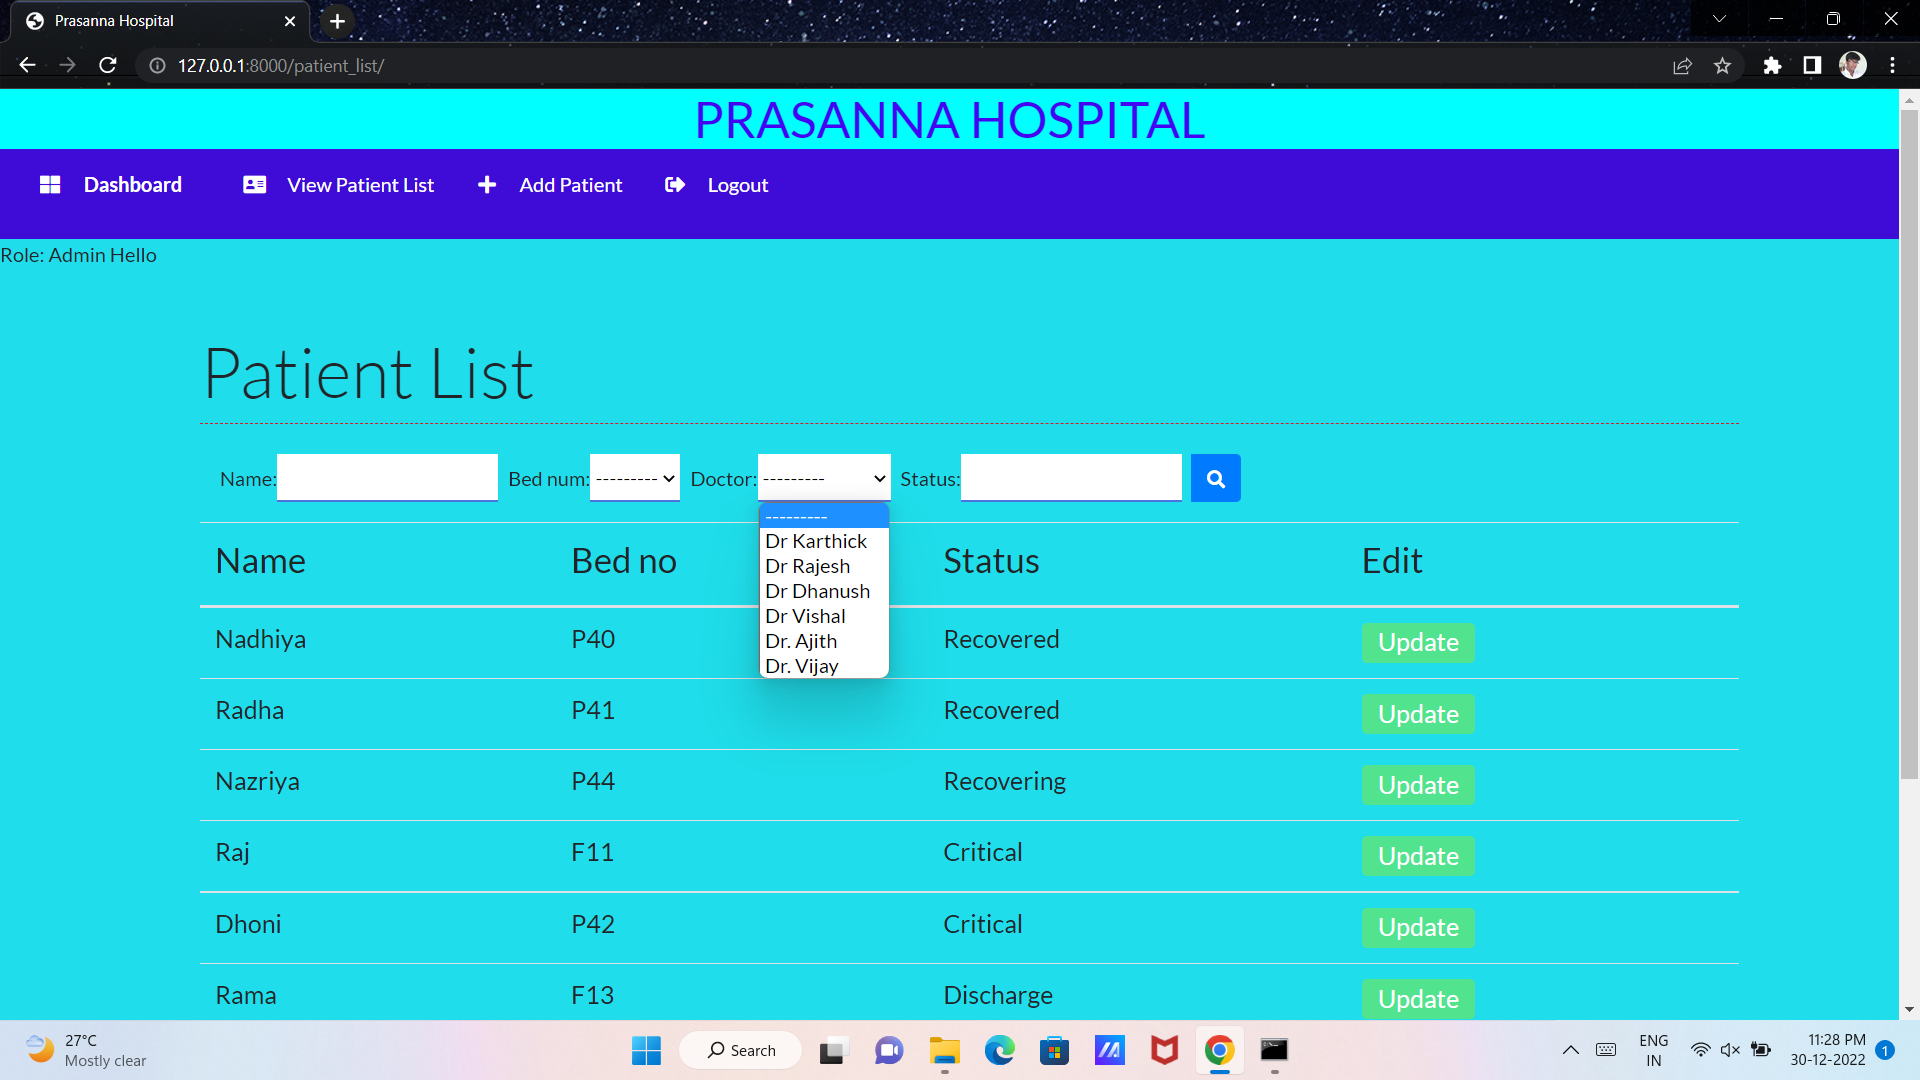 Prasanna Hospital
127.0.0.1:8000/patient_list/
PRASANNA HOSPITAL
Dashboard View Patient List Add Patient Logout
Role: Admin Hello
Patient List
Name: Bed num: --------- Doctor: --------- Status:
---------
Dr Karthick
Dr Rajesh
Dr Dhanush
Dr Vishal
Dr. Ajith
Dr. Vijay
Name Bed no Status Edit
Nadhiya P40 Recovered Update
Radha P41 Recovered Update
Nazriya P44 Recovering Update
Raj F11 Critical Update
Dhoni P42 Critical Update
Rama F13 Discharge Update
27°C
Mostly clear
Search
ENG
IN
11:28 PM
30-12-2022
1